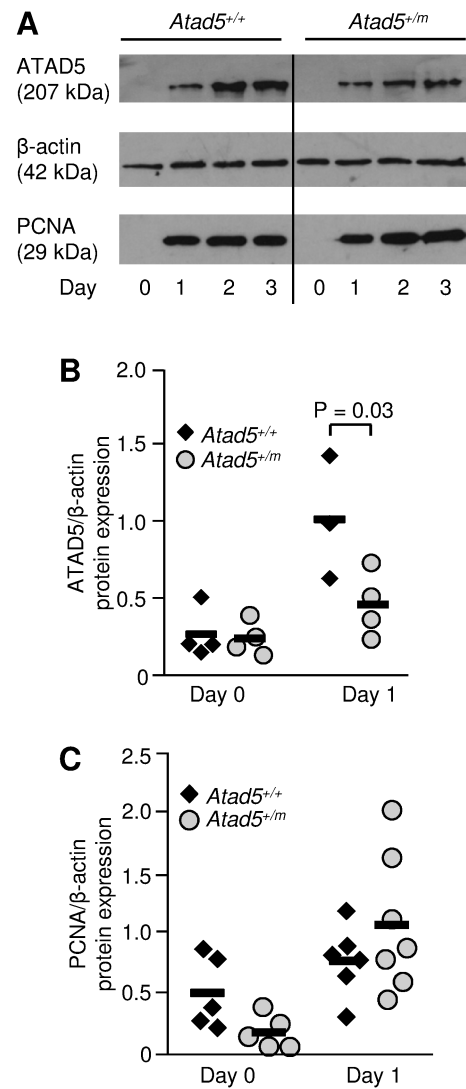 A
Atad5+/+ Atad5+/m
ATAD5
(207 kDa)
β-actin
(42 kDa)
PCNA
(29 kDa)
Day 0 1 2 3 0 1 2 3
B
2.0
P = 0.03
1.5
Atad5+/+
Atad5+/m
ATAD5/β-actin
protein expression
1.0
0.5
0
Day 0 Day 1
C
2.5
Atad5+/+
Atad5+/m
2.0
PCNA/β-actin
protein expression
1.5
1.0
0.5
0
Day 0 Day 1